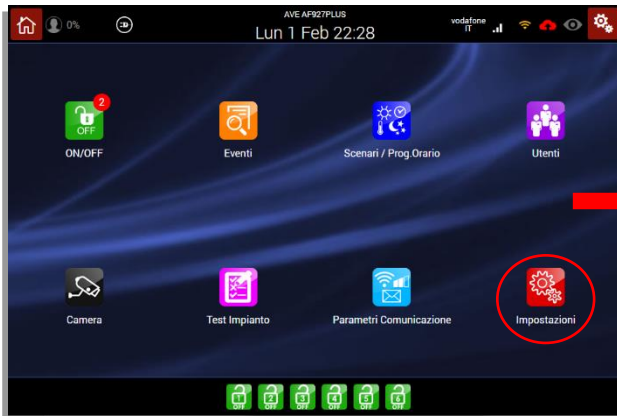 0%
AVE AF927PLUS
Lun 1 Feb 22:28
vodafone
IT
2
OFF
ON/OFF
Eventi
Scenari / Prog.Orario
Utenti
Camera
Test Impianto
Parametri Comunicazione
Impostazioni
1 2 3 4 5 6
OFF OFF OFF OFF OFF OFF